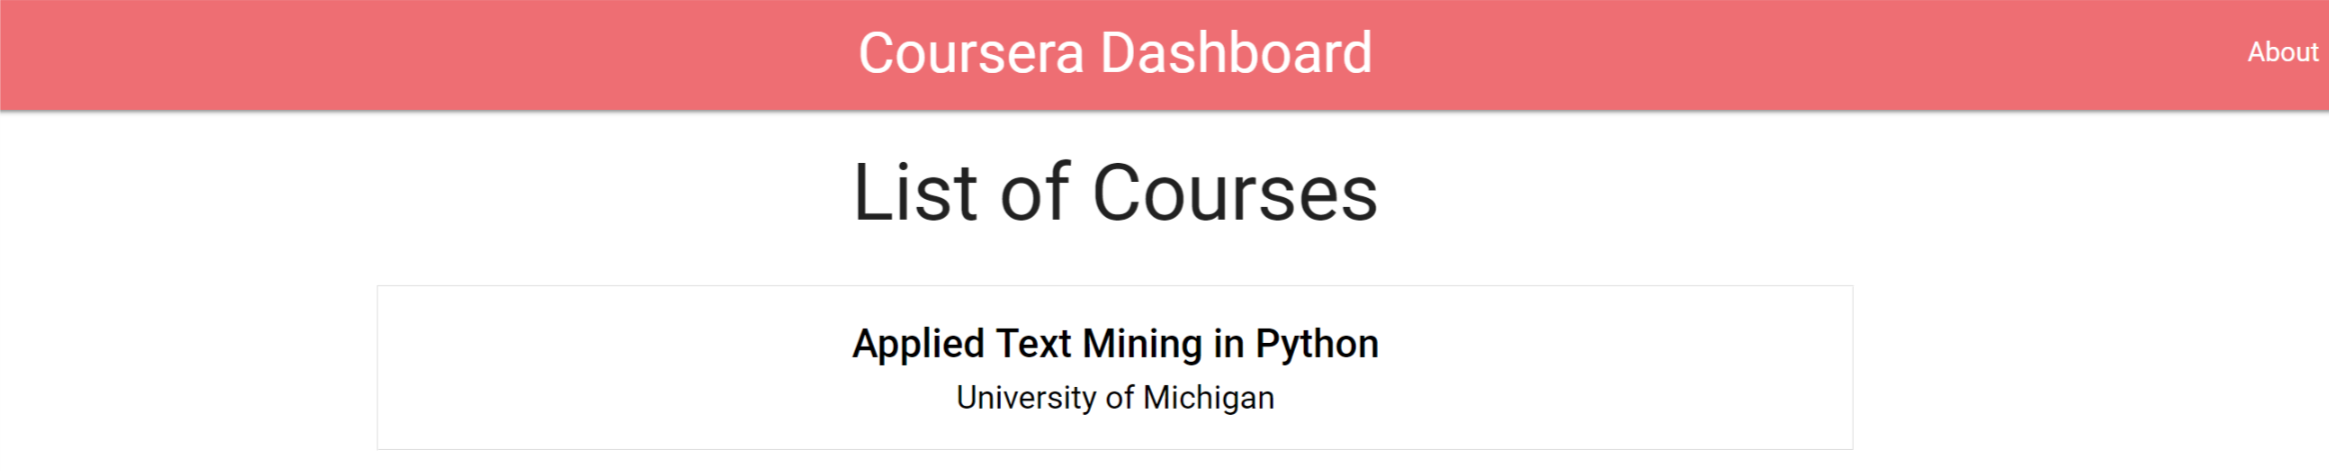 Coursera Dashboard
About
List of Courses
Applied Text Mining in Python
University of Michigan